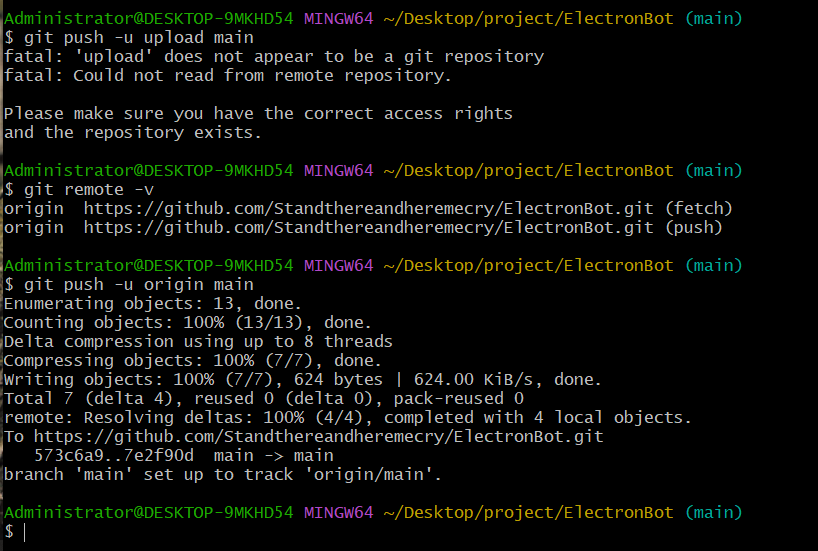 Administrator@DESKTOP-9MKHD54 MINGW64 ~/Desktop/project/ElectronBot (main)
$ git push -u upload main
fatal: 'upload' does not appear to be a git repository
fatal: Could not read from remote repository.
Please make sure you have the correct access rights
and the repository exists.
Administrator@DESKTOP-9MKHD54 MINGW64 ~/Desktop/project/ElectronBot (main)
$ git remote -v
origin  https://github.com/Standthereandheremecry/ElectronBot.git (fetch)
origin  https://github.com/Standthereandheremecry/ElectronBot.git (push)
Administrator@DESKTOP-9MKHD54 MINGW64 ~/Desktop/project/ElectronBot (main)
$ git push -u origin main
Enumerating objects: 13, done.
Counting objects: 100% (13/13), done.
Delta compression using up to 8 threads
Compressing objects: 100% (7/7), done.
Writing objects: 100% (7/7), 624 bytes | 624.00 KiB/s, done.
Total 7 (delta 4), reused 0 (delta 0), pack-reused 0
remote: Resolving deltas: 100% (4/4), completed with 4 local objects.
To https://github.com/Standthereandheremecry/ElectronBot.git
   573c6a9..7e2f90d  main -> main
branch 'main' set up to track 'origin/main'.
Administrator@DESKTOP-9MKHD54 MINGW64 ~/Desktop/project/ElectronBot (main)
$